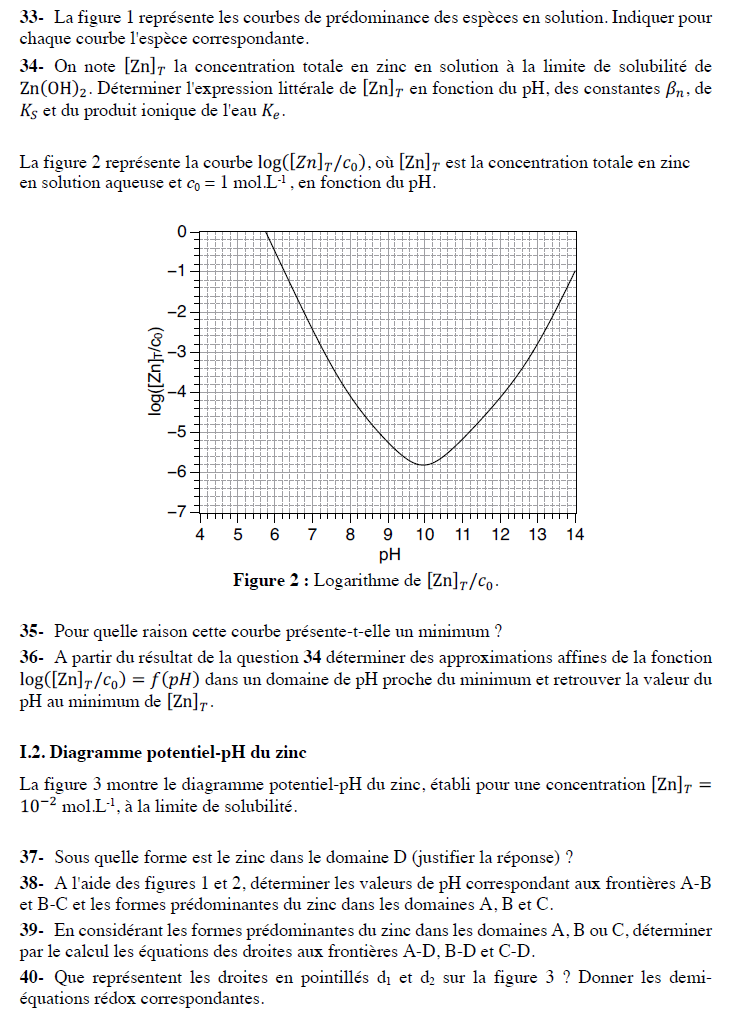 33- La figure 1 représente les courbes de prédominance des espèces en solution. Indiquer pour
chaque courbe l'espèce correspondante.
34- On note [Zn]T la concentration totale en zinc en solution à la limite de solubilité de
Zn(OH)2. Déterminer l'expression littérale de [Zn]T en fonction du pH, des constantes βn, de
KS et du produit ionique de l'eau Ke.
La figure 2 représente la courbe log([Zn]T/c0), où [Zn]T est la concentration totale en zinc
en solution aqueuse et c0 = 1 mol.L-1 , en fonction du pH.
0
−1
−2
−3
−4
−5
−6
−7
log([Zn]T/c0)
4 5 6 7 8 9 10 11 12 13 14
pH
Figure 2 : Logarithme de [Zn]T/c0.
35- Pour quelle raison cette courbe présente-t-elle un minimum ?
36- A partir du résultat de la question 34 déterminer des approximations affines de la fonction
log([Zn]T/c0) = f(pH) dans un domaine de pH proche du minimum et retrouver la valeur du
pH au minimum de [Zn]T.
I.2. Diagramme potentiel-pH du zinc
La figure 3 montre le diagramme potentiel-pH du zinc, établi pour une concentration [Zn]T =
10−2 mol.L-1, à la limite de solubilité.
37- Sous quelle forme est le zinc dans le domaine D (justifier la réponse) ?
38- A l'aide des figures 1 et 2, déterminer les valeurs de pH correspondant aux frontières A-B
et B-C et les formes prédominantes du zinc dans les domaines A, B et C.
39- En considérant les formes prédominantes du zinc dans les domaines A, B ou C, déterminer
par le calcul les équations des droites aux frontières A-D, B-D et C-D.
40- Que représentent les droites en pointillés d1 et d2 sur la figure 3 ? Donner les demi-
équations rédox correspondantes.